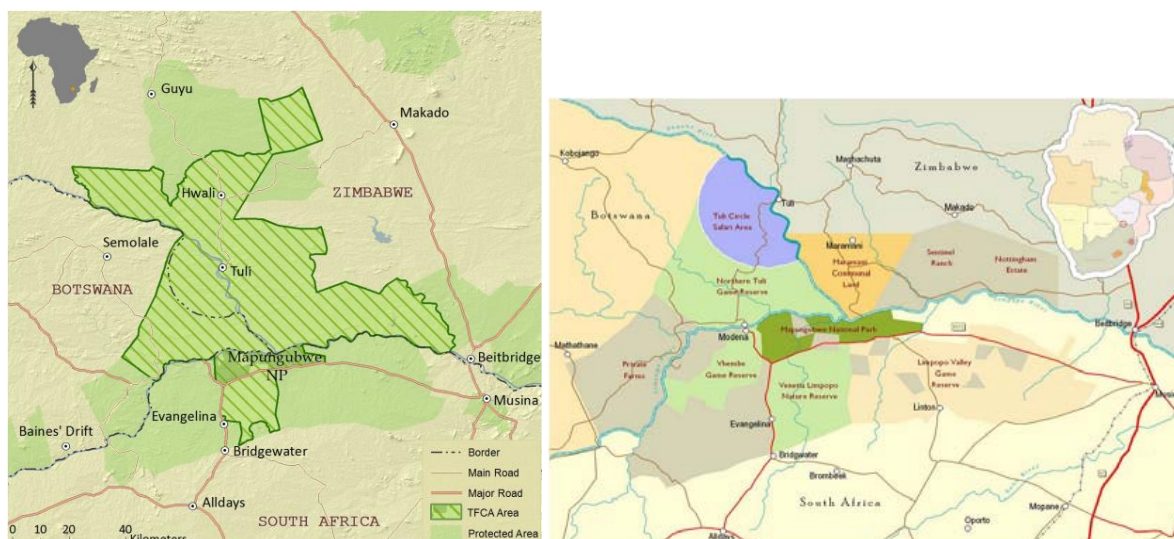 Guyu
Makado
ZIMBABWE
Hwali
Semolale
Tuli
BOTSWANA
Mapungubwe
NP
Beitbridge
Musina
Evangelina
Baines' Drift
Bridgewater
Alldays
SOUTH AFRICA
0 10 20 40
Kilometers
Border
Main Road
Major Road
TFCA Area
Protected Area
Kobojango
Maghachuta
Zimbabwe
Botswana
Tuli Circle
Safari Area
Tuli
Makado
Maramani
Maramani
Communal
Land
Sentinel
Ranch
Nottingham
Estate
Northern Tuli
Game Reserve
Modena
Mapungubwe National Park
Beitbridge
Mathathane
Private
Farms
Vhembe
Game Reserve
Venetia Limpopo
Nature Reserve
Limpopo Valley
Game
Reserve
Linton
Evangelina
Bridgwater
Brombeek
South Africa
Mopane
Oporto
Alldays